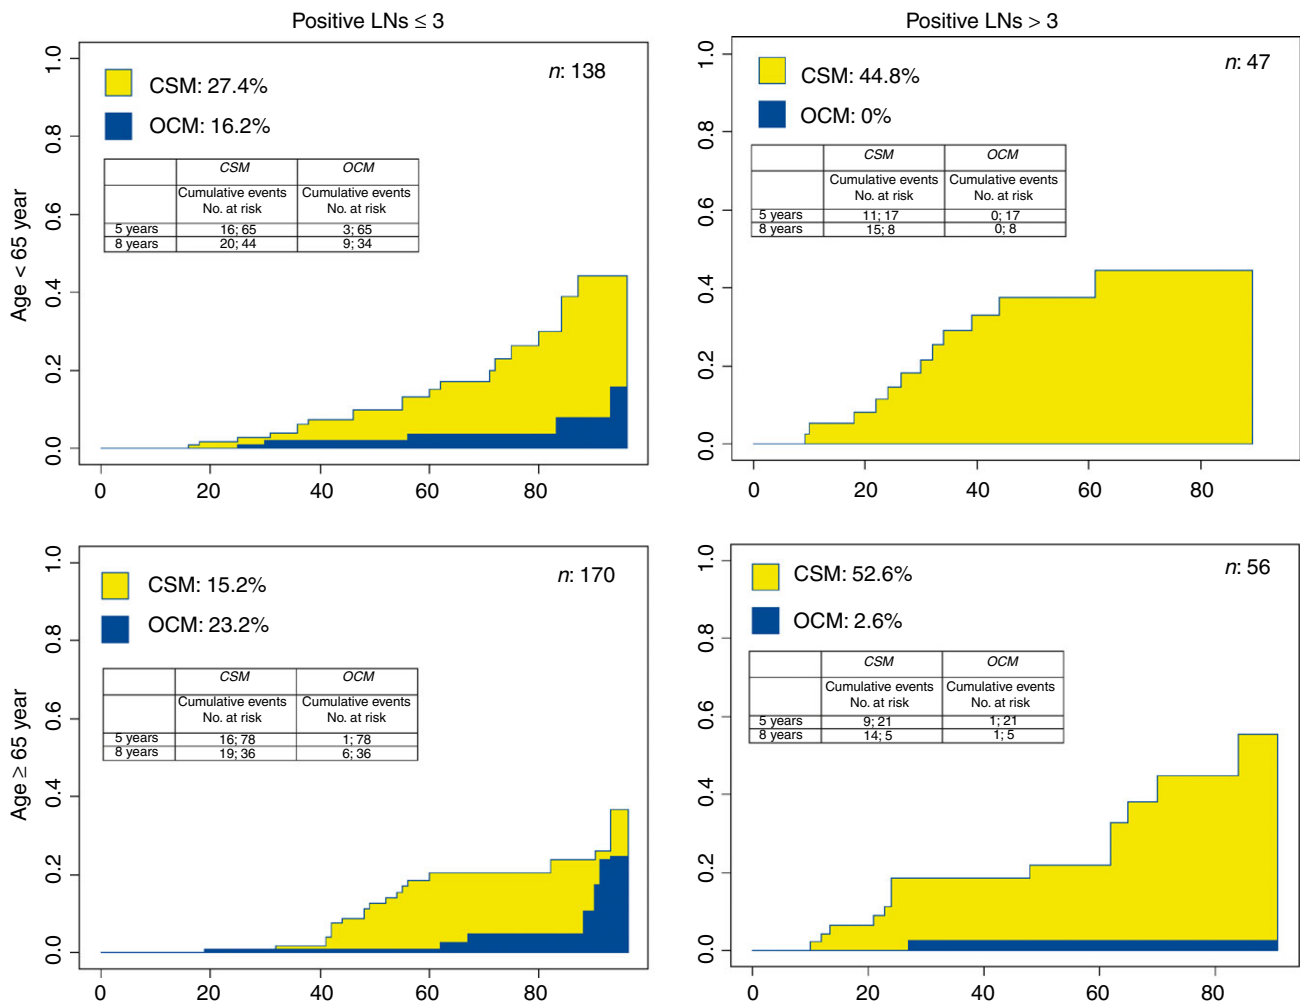 Positive LNs ≤ 3
Positive LNs > 3
Age < 65 year
1.0
0.8
0.6
0.4
0.2
0.0
CSM: 27.4%
OCM: 16.2%
n: 138
CSM OCM
Cumulative events Cumulative events
No. at risk No. at risk
5 years 16; 65 3; 65
8 years 20; 44 9; 34
0 20 40 60 80
1.0
0.8
0.6
0.4
0.2
0.0
CSM: 44.8%
OCM: 0%
n: 47
CSM OCM
Cumulative events Cumulative events
No. at risk No. at risk
5 years 11; 17 0; 17
8 years 15; 8 0; 8
0 20 40 60 80
Age ≥ 65 year
1.0
0.8
0.6
0.4
0.2
0.0
CSM: 15.2%
OCM: 23.2%
n: 170
CSM OCM
Cumulative events Cumulative events
No. at risk No. at risk
5 years 16; 78 1; 78
8 years 19; 36 6; 36
0 20 40 60 80
1.0
0.8
0.6
0.4
0.2
0.0
CSM: 52.6%
OCM: 2.6%
n: 56
CSM OCM
Cumulative events Cumulative events
No. at risk No. at risk
5 years 9; 21 1; 21
8 years 14; 5 1; 5
0 20 40 60 80